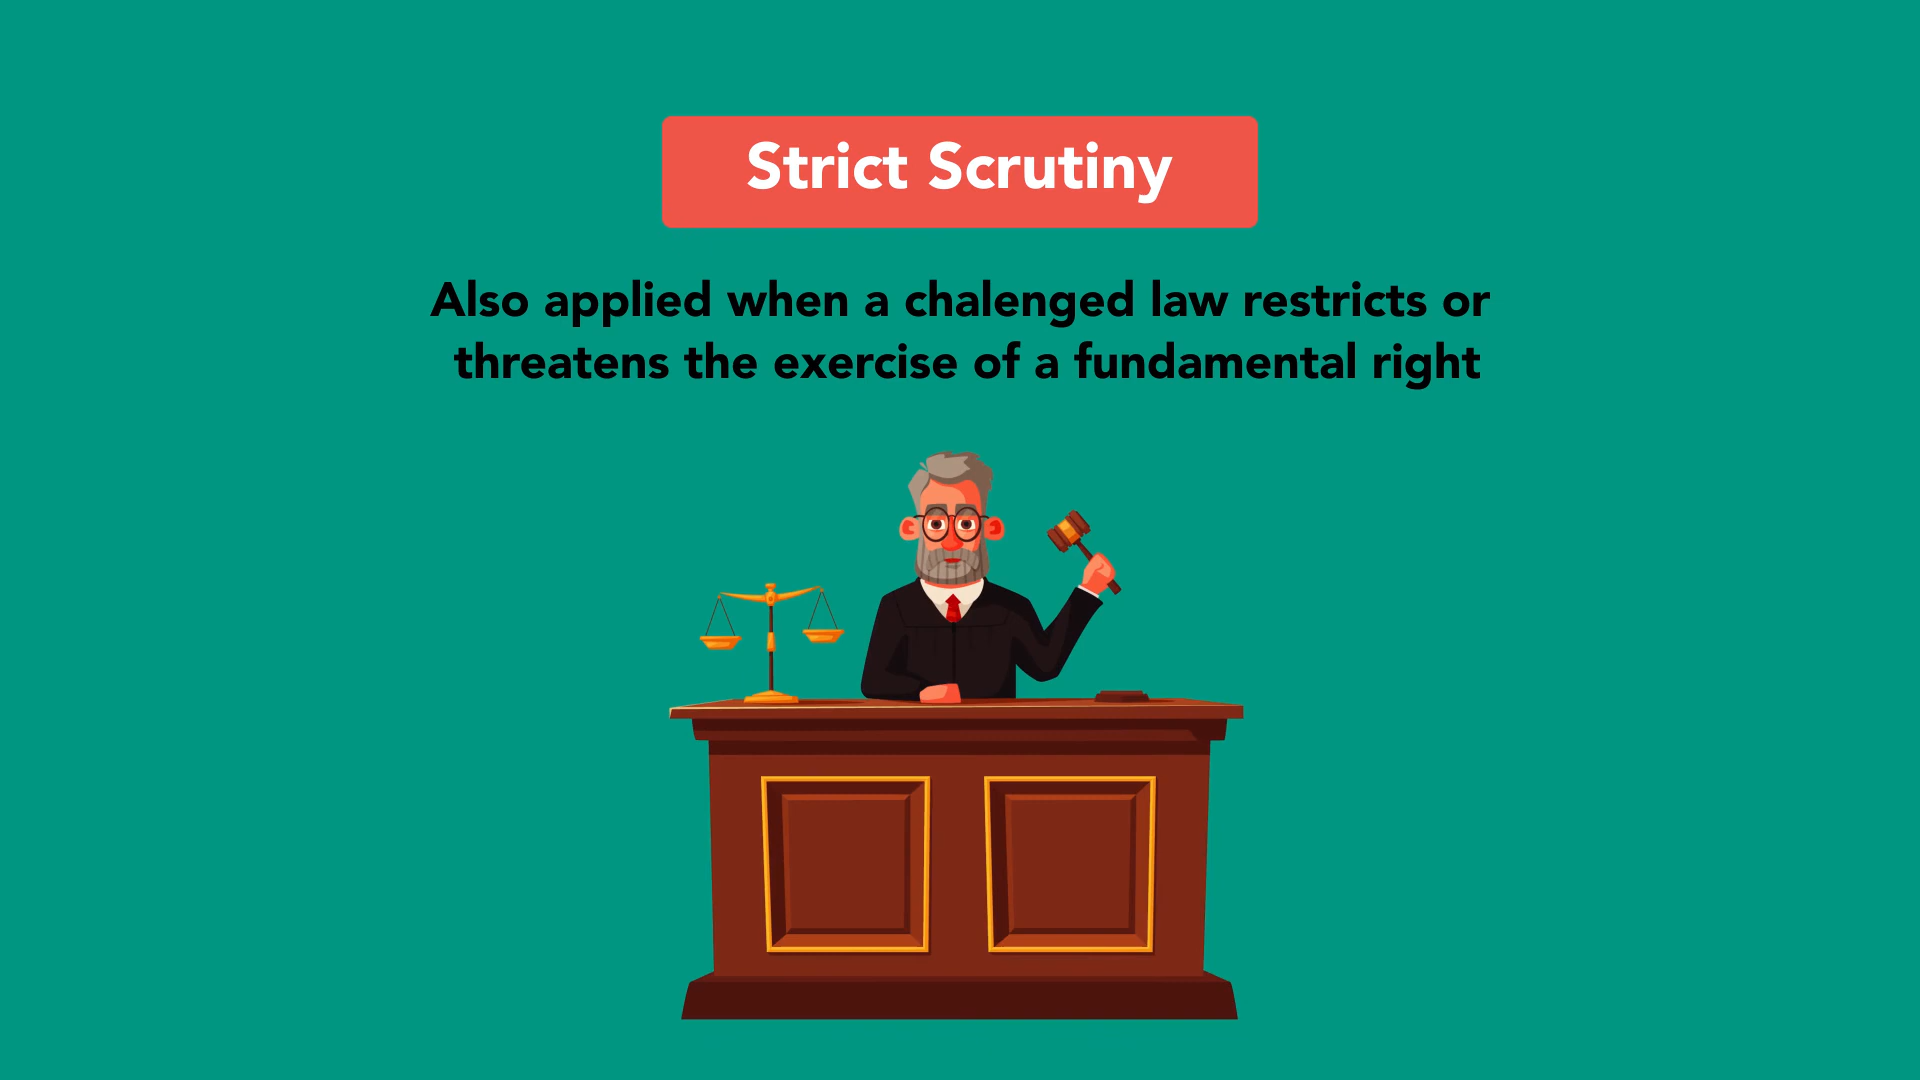 Strict Scrutiny
Also applied when a chalenged law restricts or
threatens the exercise of a fundamental right